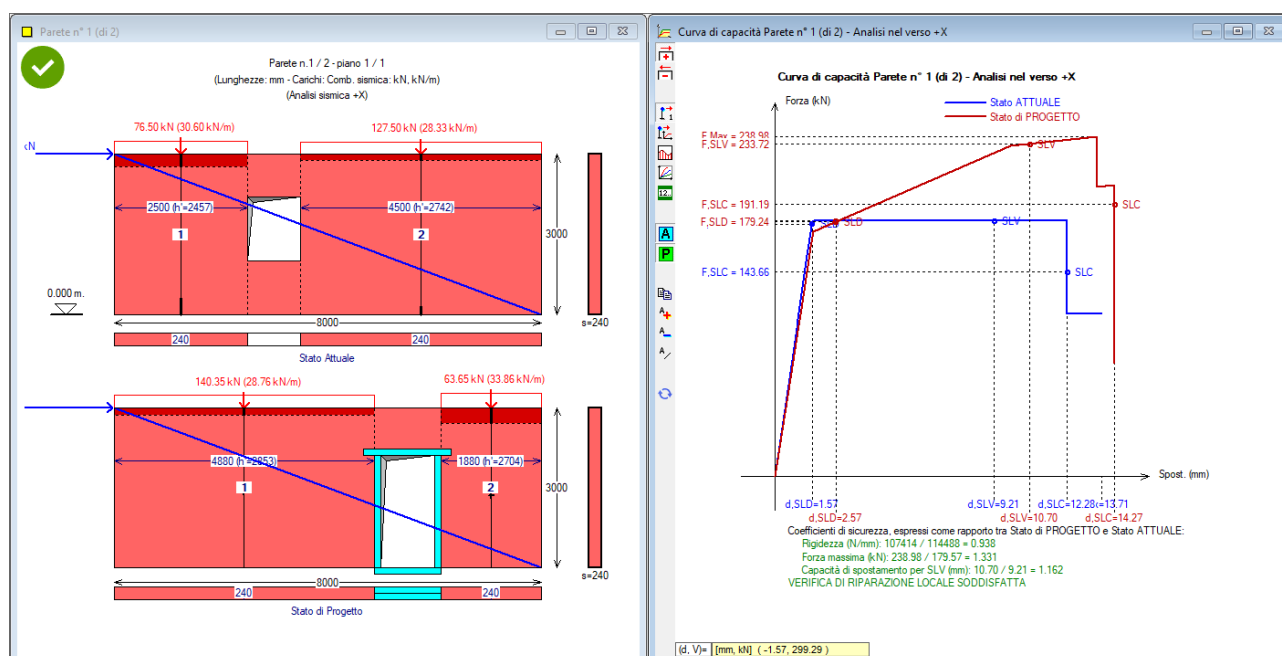 Parete n° 1 (di 2)
Parete n.1 / 2 - piano 1 / 1
(Lunghezze: mm - Carichi: Comb. sismica: kN, kN/m)
(Analisi sismica +X)
76.50 kN (30.60 kN/m)
127.50 kN (28.33 kN/m)
kN
2500 (h'=2457)
4500 (h'=2742)
1
2
3000
0.000 m.
8000
s=240
240
240
Stato Attuale
140.35 kN (28.76 kN/m)
63.65 kN (33.86 kN/m)
4880 (h'=2853)
1880 (h'=2704)
1
2
3000
8000
s=240
240
240
Stato di Progetto
Curva di capacità Parete n° 1 (di 2) - Analisi nel verso +X
Curva di capacità Parete n° 1 (di 2) - Analisi nel verso +X
Forza (kN)
Stato ATTUALE
Stato di PROGETTO
F,Max = 238.98
F,SLV = 233.72
SLV
F,SLC = 191.19
SLC
F,SLD = 179.24
SLD
SLD
SLV
F,SLC = 143.66
SLC
Spost. (mm)
d,SLD=1.57
d,SLV=9.21
d,SLC=12.28
=13.71
d,SLD=2.57
d,SLV=10.70
d,SLC=14.27
Coefficienti di sicurezza, espressi come rapporto tra Stato di PROGETTO e Stato ATTUALE:
Rigidezza (N/mm): 107414 / 114488 = 0.938
Forza massima (kN): 238.98 / 179.57 = 1.331
Capacità di spostamento per SLV (mm): 10.70 / 9.21 = 1.162
VERIFICA DI RIPARAZIONE LOCALE SODDISFATTA
1
12..
A
P
A
A
A
(d, V)= [mm, kN] ( -1.57, 299.29 )